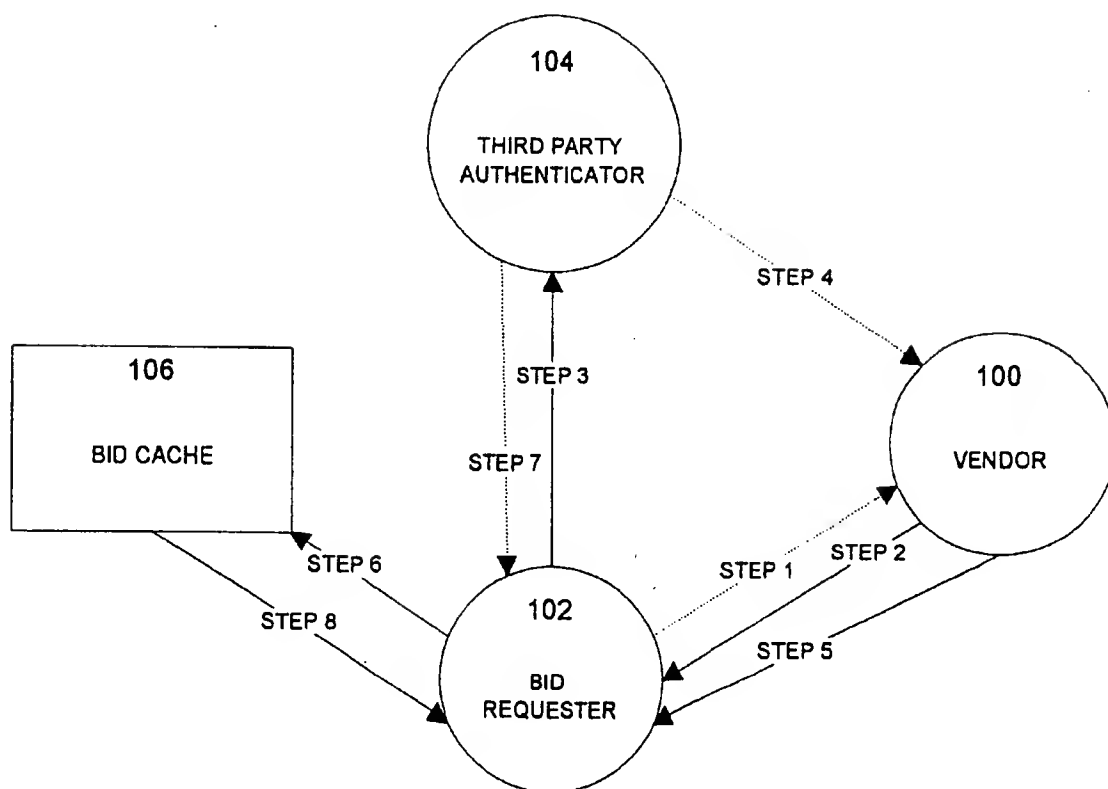 104
THIRD PARTY
AUTHENTICATOR
STEP 4
106
BID CACHE
STEP 3
100
VENDOR
STEP 7
STEP 6
STEP 8
102
BID
REQUESTER
STEP 1
STEP 2
STEP 5